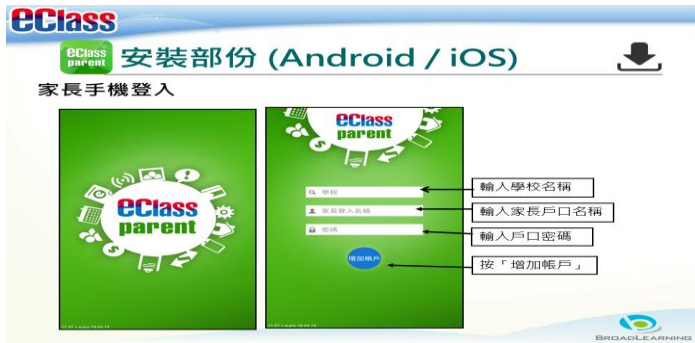 eClass
eClass parent
安裝部份 (Android / iOS)
家長手機登入
eClass
parent
eClass
parent
學校
家長登入名稱
密碼
增加帳戶
輸入學校名稱
輸入家長戶口名稱
輸入戶口密碼
按「增加帳戶」
BROADLEARNING